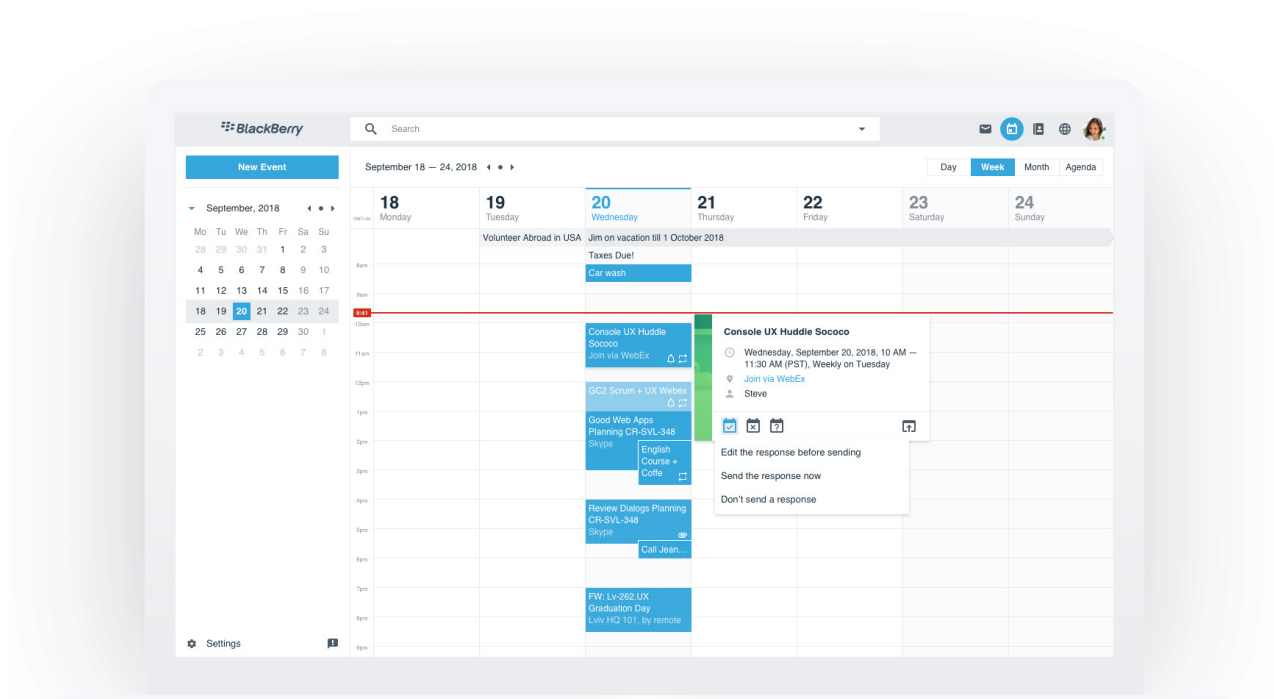 BlackBerry
Search
New Event
September 18 — 24, 2018
Day
Week
Month
Agenda
September, 2018
Mo Tu We Th Fr Sa Su
28 29 30 31 1 2 3
4 5 6 7 8 9 10
11 12 13 14 15 16 17
18 19 20 21 22 23 24
25 26 27 28 29 30 1
2 3 4 5 6 7 8
Settings
18
Monday
19
Tuesday
20
Wednesday
21
Thursday
22
Friday
23
Saturday
24
Sunday
Volunteer Abroad in USA
Jim on vacation till 1 October 2018
Taxes Due!
8am
Car wash
9am
9:41
10am
Console UX Huddle
Sococo
Join via WebEx
11am
12pm
GC2 Scrum + UX Webex
1pm
Good Web Apps
Planning CR-SVL-348
Skype
2pm
English
Course +
Coffe
3pm
4pm
Review Dialogs Planning
CR-SVL-348
Skype
5pm
Call Jean...
6pm
7pm
FW: Lv-262.UX
Graduation Day
Lviv HQ 101, by remote
8pm
9pm
Console UX Huddle Sococo
Wednesday, September 20, 2018, 10 AM —
11:30 AM (PST), Weekly on Tuesday
Join via WebEx
Steve
Edit the response before sending
Send the response now
Don't send a response